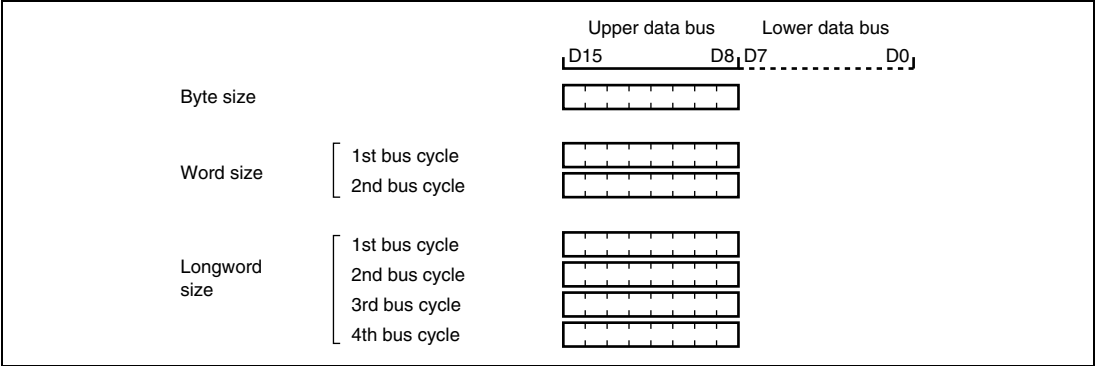 Upper data bus Lower data bus
D15 D8 D7 D0
Byte size
Word size
1st bus cycle
2nd bus cycle
Longword
size
1st bus cycle
2nd bus cycle
3rd bus cycle
4th bus cycle